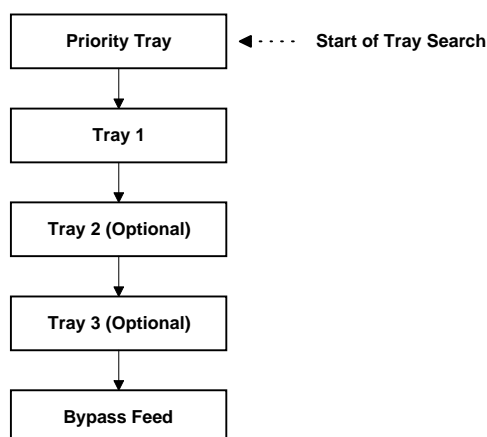 Priority Tray
Start of Tray Search
Tray 1
Tray 2 (Optional)
Tray 3 (Optional)
Bypass Feed